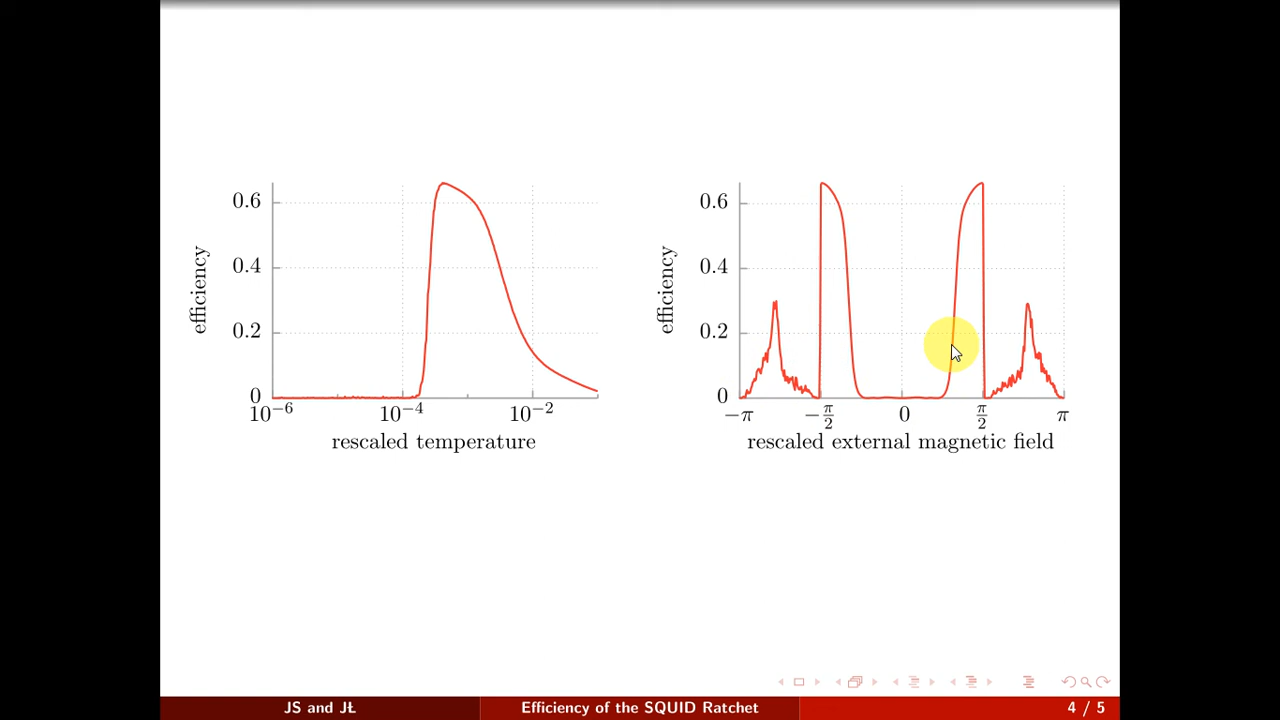 efficiency
0.6
0.4
0.2
0
10⁻⁶
10⁻⁴
10⁻²
rescaled temperature
efficiency
0.6
0.4
0.2
0
−π
−π/2
0
π/2
π
rescaled external magnetic field
JS and JŁ
Efficiency of the SQUID Ratchet
4 / 5